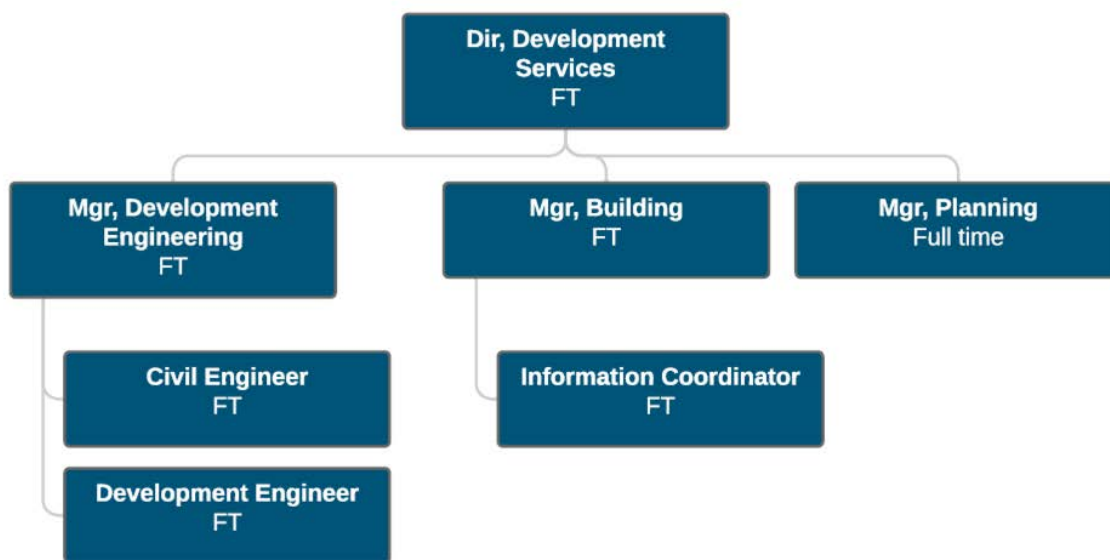 Dir, Development
Services
FT
Mgr, Development
Engineering
FT
Mgr, Building
FT
Mgr, Planning
Full time
Civil Engineer
FT
Information Coordinator
FT
Development Engineer
FT